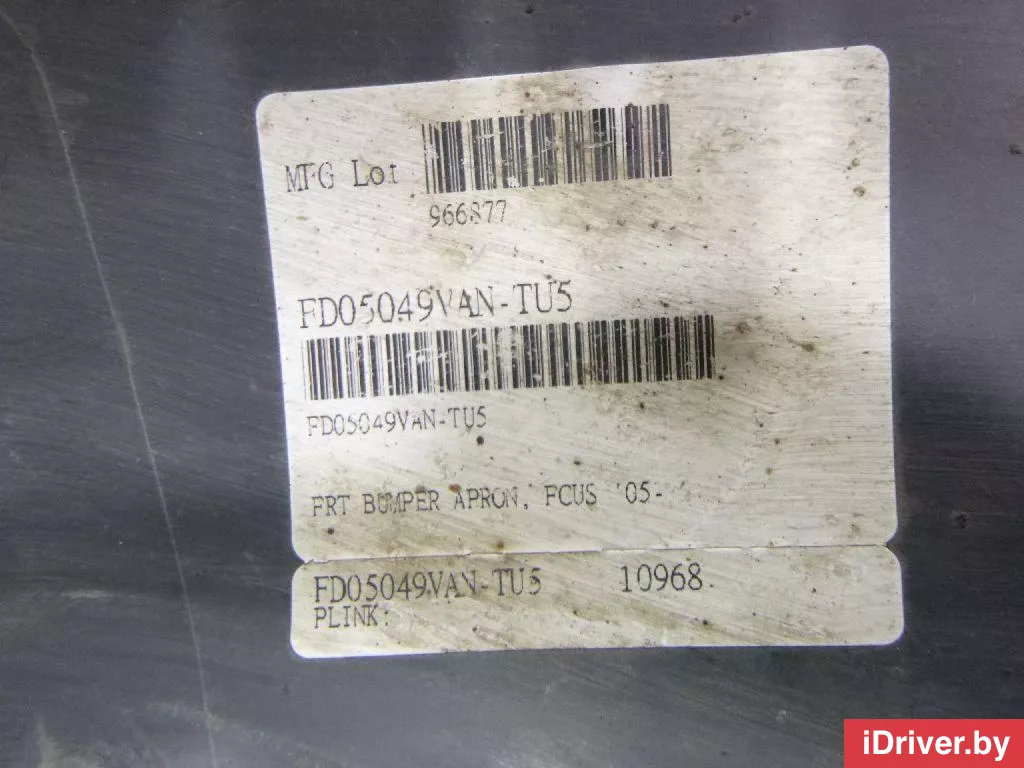 MFG Lot
966877
FD05049VAN-TU5
FD05049VAN-TU5
FRT BUMPER APRON, FCUS '05-
FD05049VAN-TU5 10968
PLINK:
iDriver.by